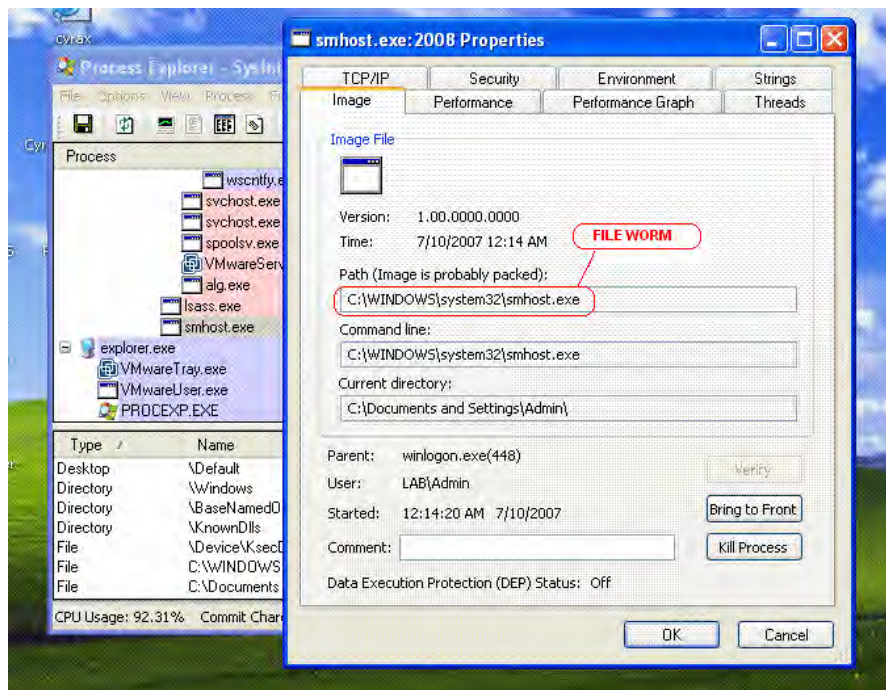 cyrax
smhost.exe:2008 Properties
Process Explorer - SysInt
File Options View Process
TCP/IP Security Environment Strings
Image Performance Performance Graph Threads
Process
Image File
wscntfy.e
svchost.exe
svchost.exe
spoolsv.exe
VMwareServ
alg.exe
lsass.exe
smhost.exe
explorer.exe
VMwareTray.exe
VMwareUser.exe
PROCEXP.EXE
Version: 1.00.0000.0000
Time: 7/10/2007 12:14 AM
FILE WORM
Path (Image is probably packed):
C:\WINDOWS\system32\smhost.exe
Command line:
C:\WINDOWS\system32\smhost.exe
Current directory:
C:\Documents and Settings\Admin\
Type Name
Desktop \Default
Directory \Windows
Directory \BaseNamedO
Directory \KnownDlls
File \Device\KsecD
File C:\WINDOWS
File C:\Documents
CPU Usage: 92.31% Commit Char
Parent: winlogon.exe(448)
User: LAB\Admin
Verify
Started: 12:14:20 AM 7/10/2007
Bring to Front
Comment:
Kill Process
Data Execution Protection (DEP) Status: Off
OK Cancel